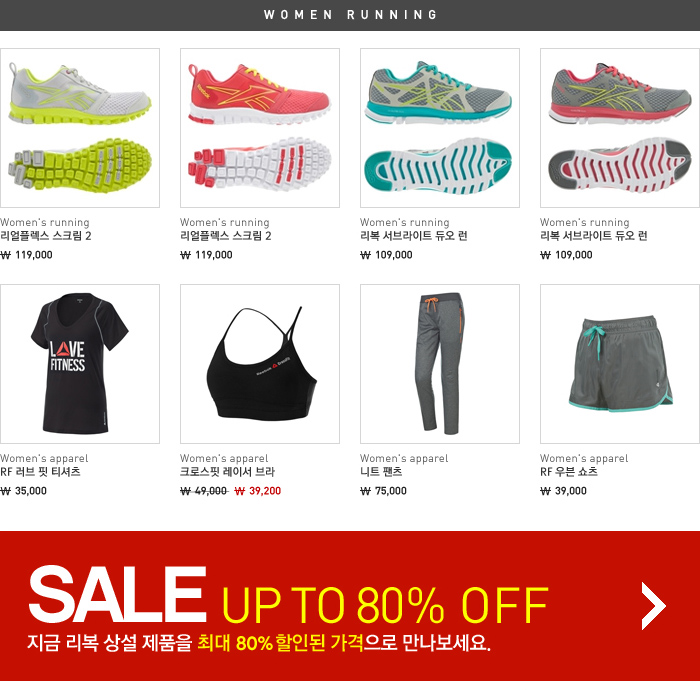 WOMEN RUNNING
Women's running
리얼플렉스 스크림 2
₩ 119,000
Women's running
리얼플렉스 스크림 2
₩ 119,000
Women's running
리복 서브라이트 듀오 런
₩ 109,000
Women's running
리복 서브라이트 듀오 런
₩ 109,000
LOVE
FITNESS
Women's apparel
RF 러브 핏 티셔츠
₩ 35,000
Reebok CrossFit
Women's apparel
크로스핏 레이서 브라
₩ 49,000 ₩ 39,200
Women's apparel
니트 팬츠
₩ 75,000
Women's apparel
RF 우븐 쇼츠
₩ 39,000
SALE UP TO 80% OFF
지금 리복 상설 제품을 최대 80% 할인된 가격으로 만나보세요.